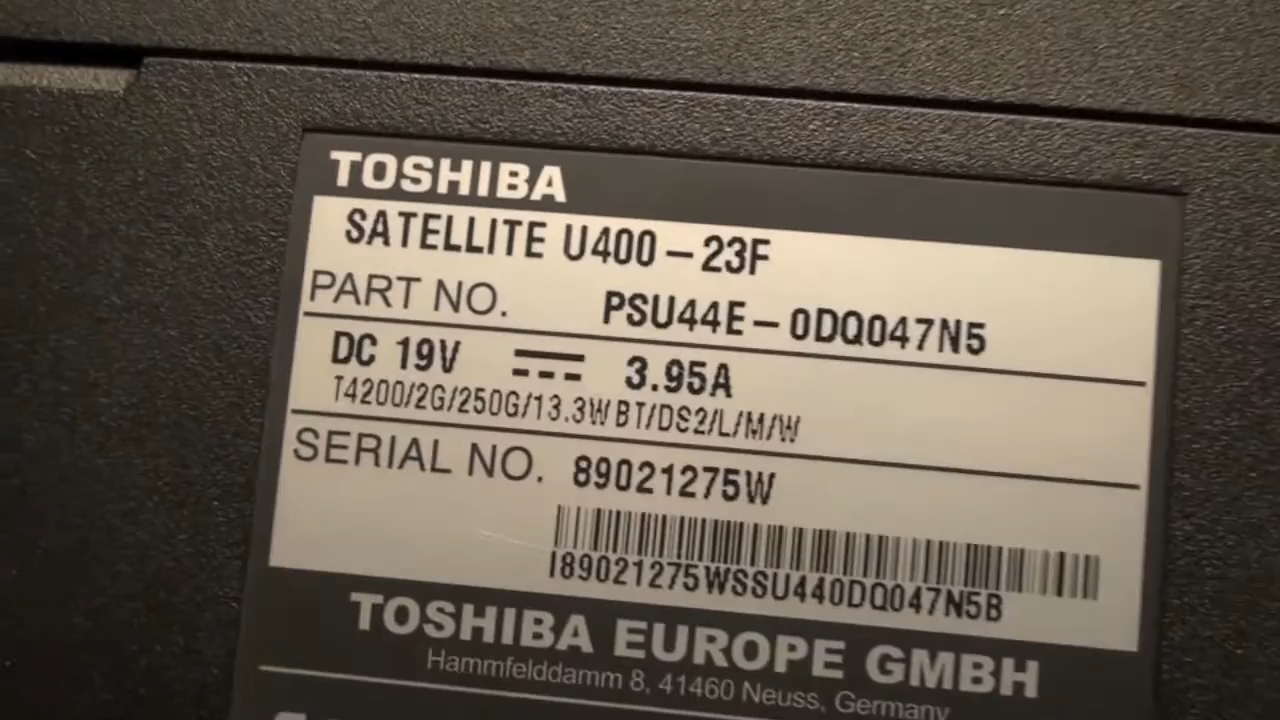 TOSHIBA
SATELLITE U400-23F
PART NO. PSU44E-0DQ047N5
DC 19V 3.95A
T4200/2G/250G/13.3W BT/DS2/L/M/W
SERIAL NO. 89021275W
I89021275WSSU440DQ047N5B
TOSHIBA EUROPE GMBH
Hammfelddamm 8, 41460 Neuss, Germany